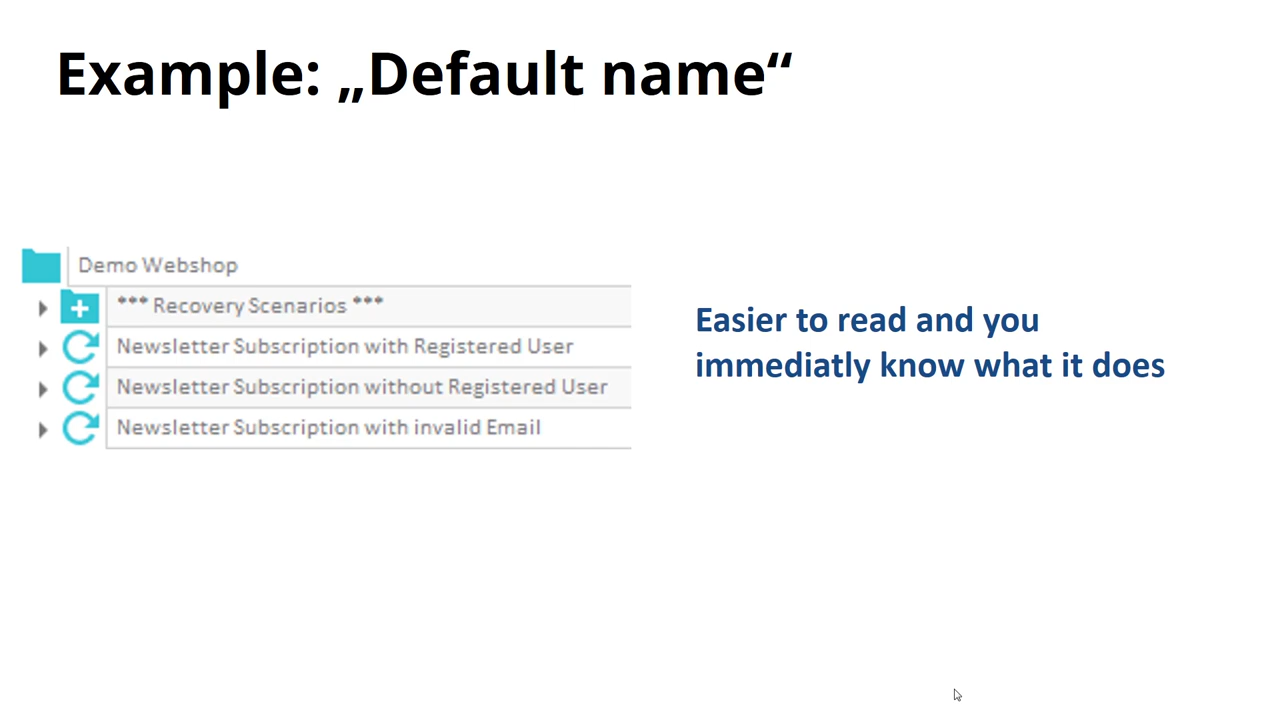 Example: „Default name“
Demo Webshop
*** Recovery Scenarios ***
Newsletter Subscription with Registered User
Newsletter Subscription without Registered User
Newsletter Subscription with invalid Email
Easier to read and you
immediatly know what it does